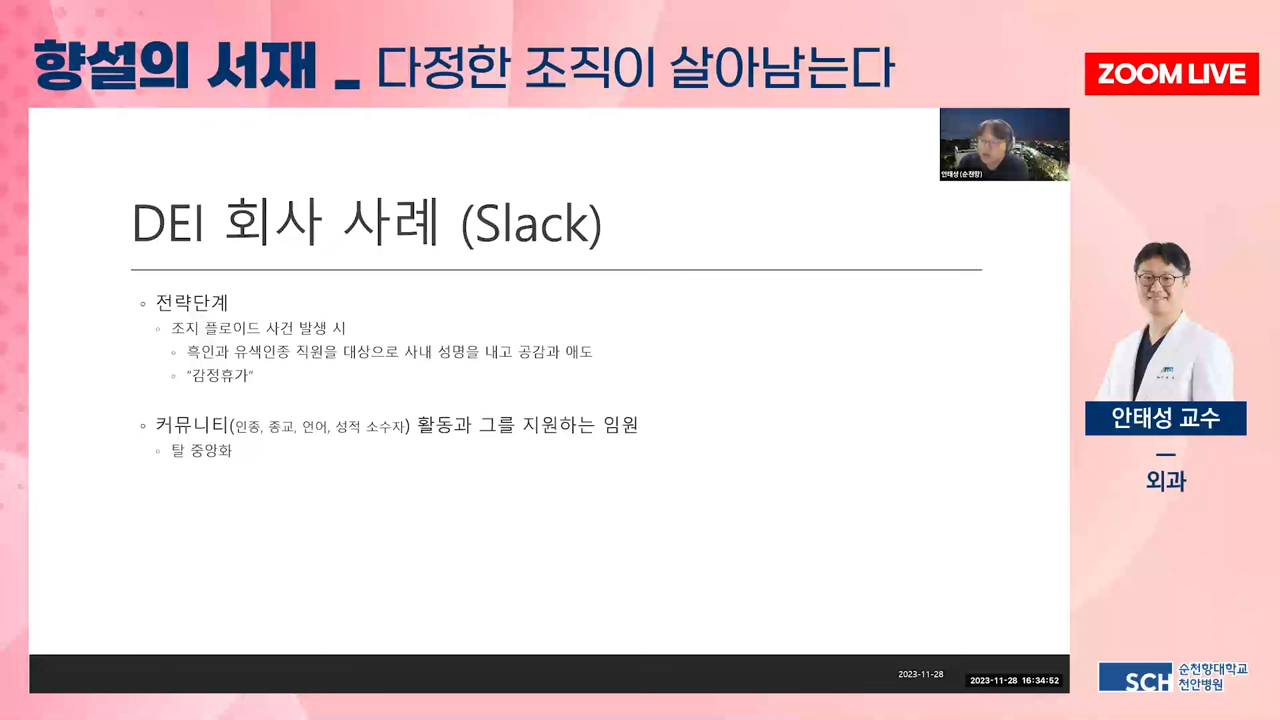 향설의 서재 _ 다정한 조직이 살아남는다
ZOOM LIVE
안태성 (순천향)
DEI 회사 사례 (Slack)
◦ 전략단계
◦ 조지 플로이드 사건 발생 시
◦ 흑인과 유색인종 직원을 대상으로 사내 성명을 내고 공감과 애도
◦ "감정휴가"
◦ 커뮤니티(인종, 종교, 언어, 성적 소수자) 활동과 그를 지원하는 임원
◦ 탈 중앙화
안태성 교수
외과
2023-11-28
2023-11-28 16:34:52
SCH
순천향대학교
천안병원